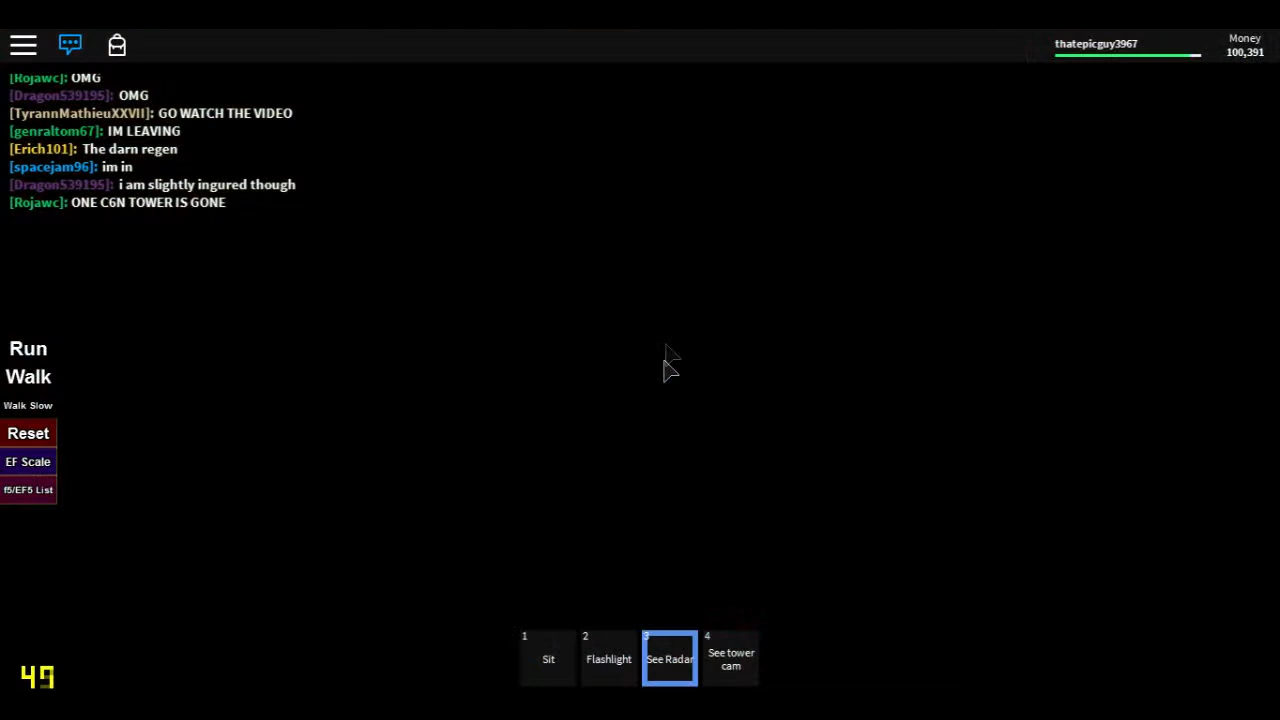 thatepicguy3967
Money
100,391
[Rojawc]: OMG
[Dragon539195]: OMG
[TyrannMathieuXXVII]: GO WATCH THE VIDEO
[genraltom67]: IM LEAVING
[Erich101]: The darn regen
[spacejam96]: im in
[Dragon539195]: i am slightly ingured though
[Rojawc]: ONE C6N TOWER IS GONE
Run
Walk
Walk Slow
Reset
EF Scale
f5/EF5 List
1
Sit
2
Flashlight
3
See Radar
4
See tower
cam
49